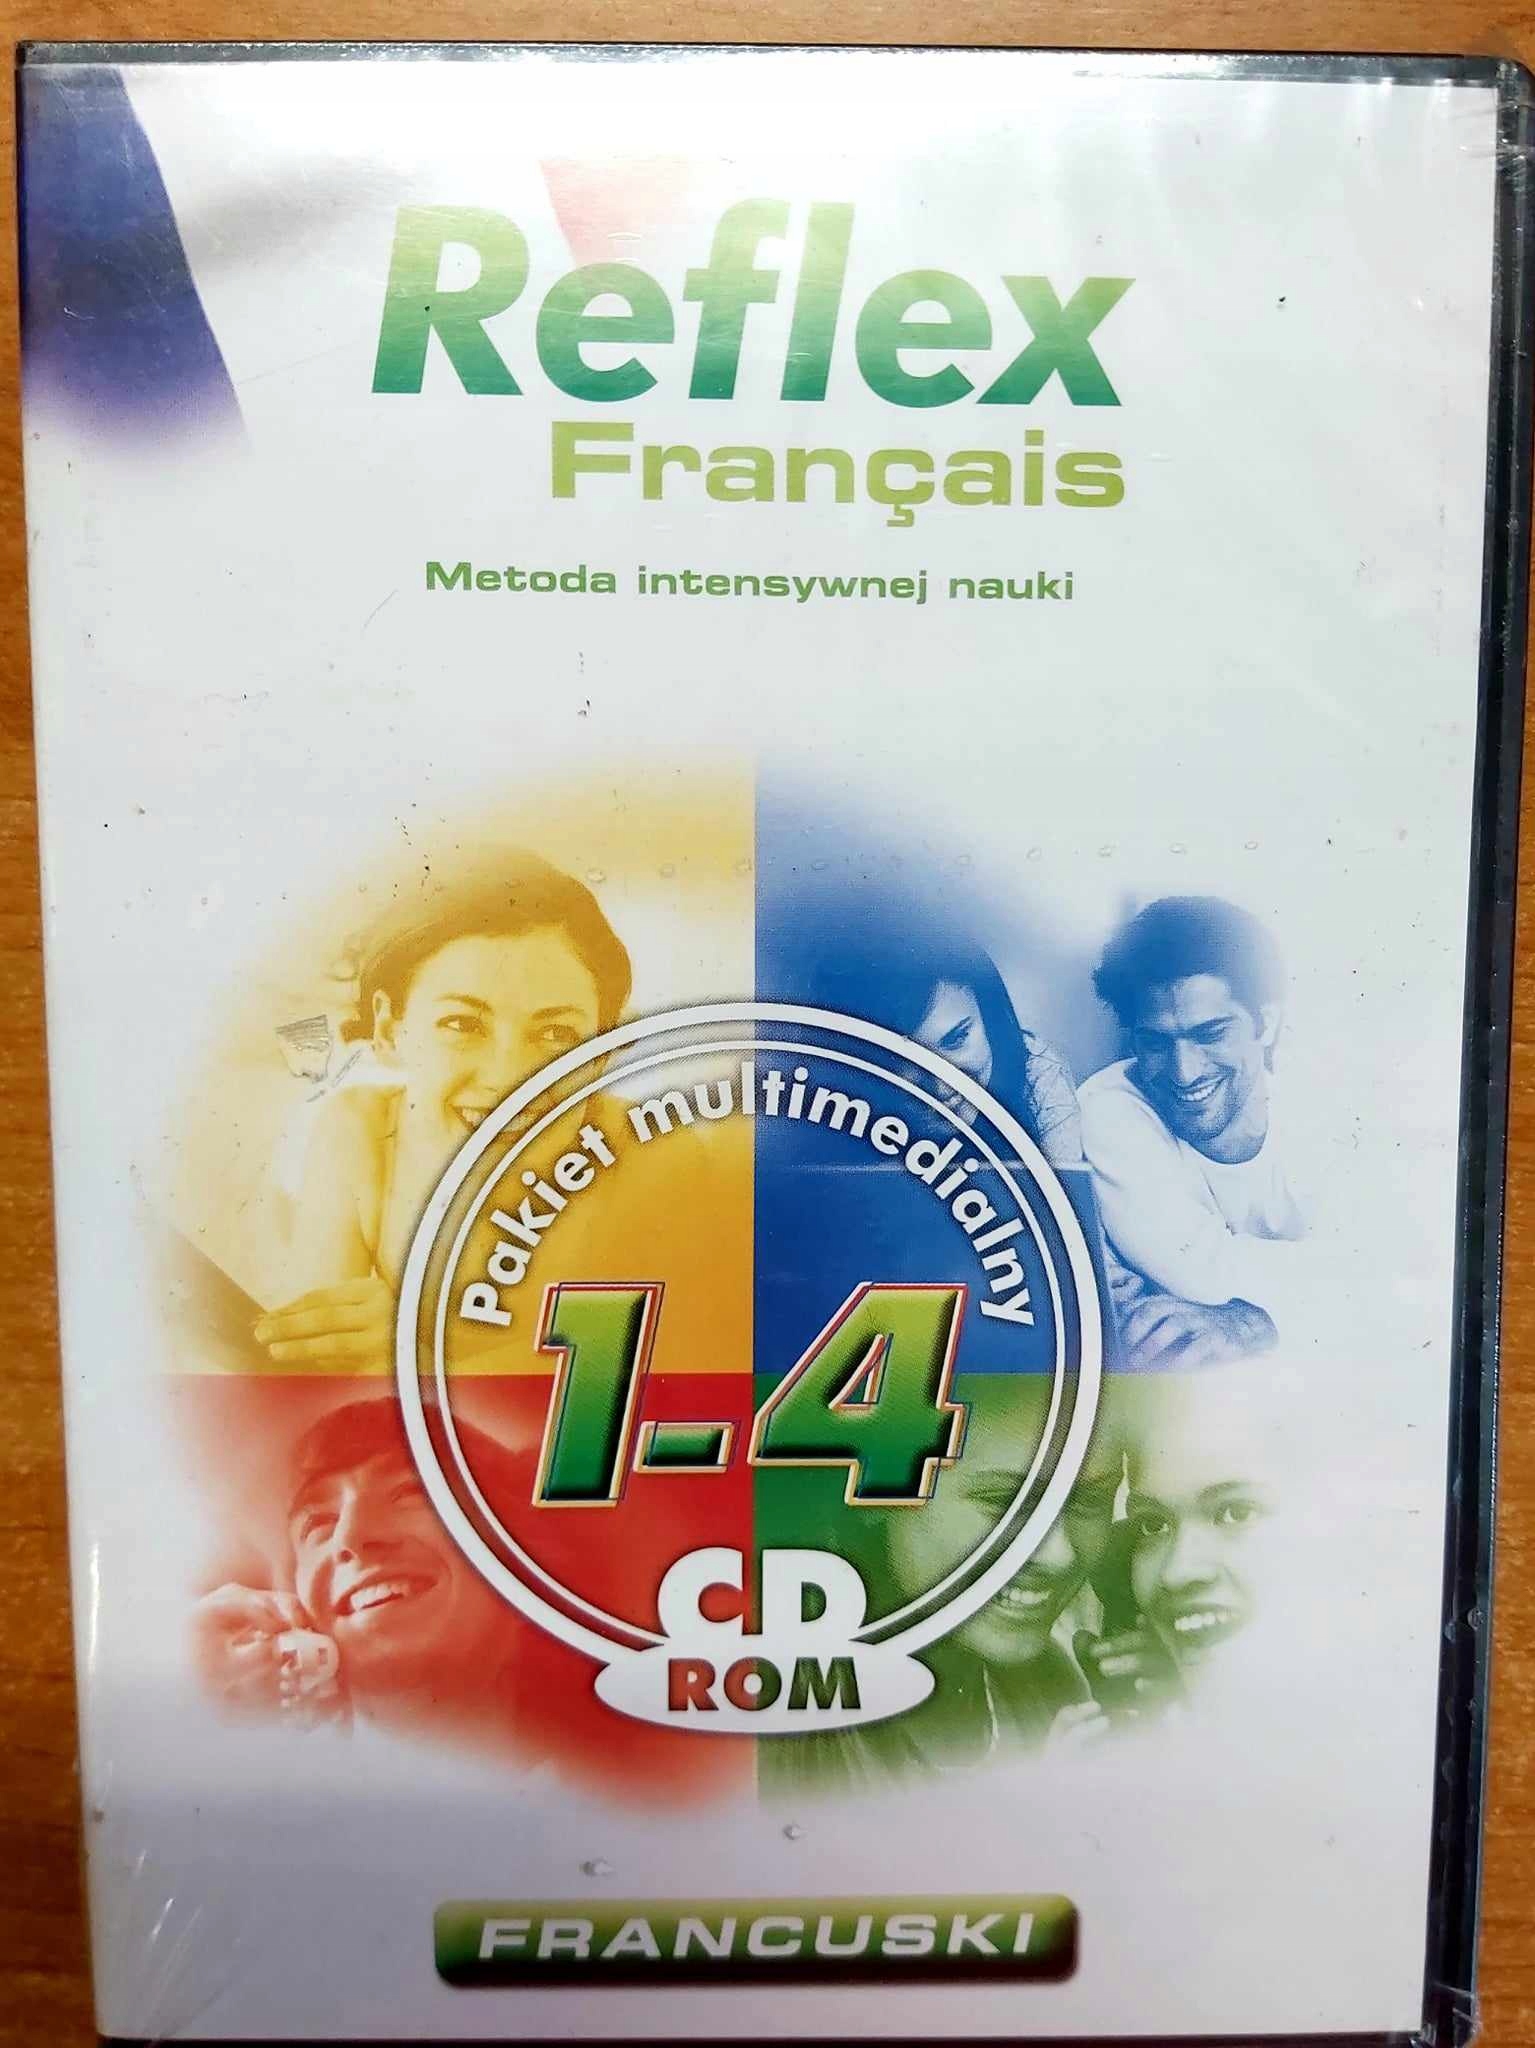 Reflex
Français
Metoda intensywnej nauki
Pakiet multimedialny
1-4
CD
ROM
FRANCUSKI